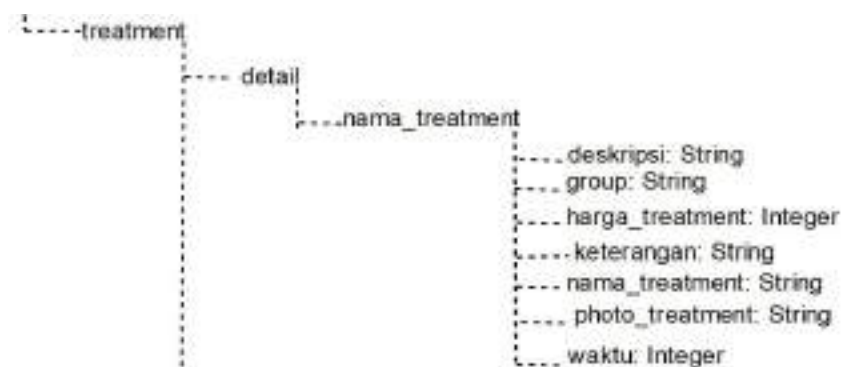 treatment
detail
nama_treatment
deskripsi: String
group: String
harga_treatment: Integer
keterangan: String
nama_treatment: String
photo_treatment: String
waktu: Integer